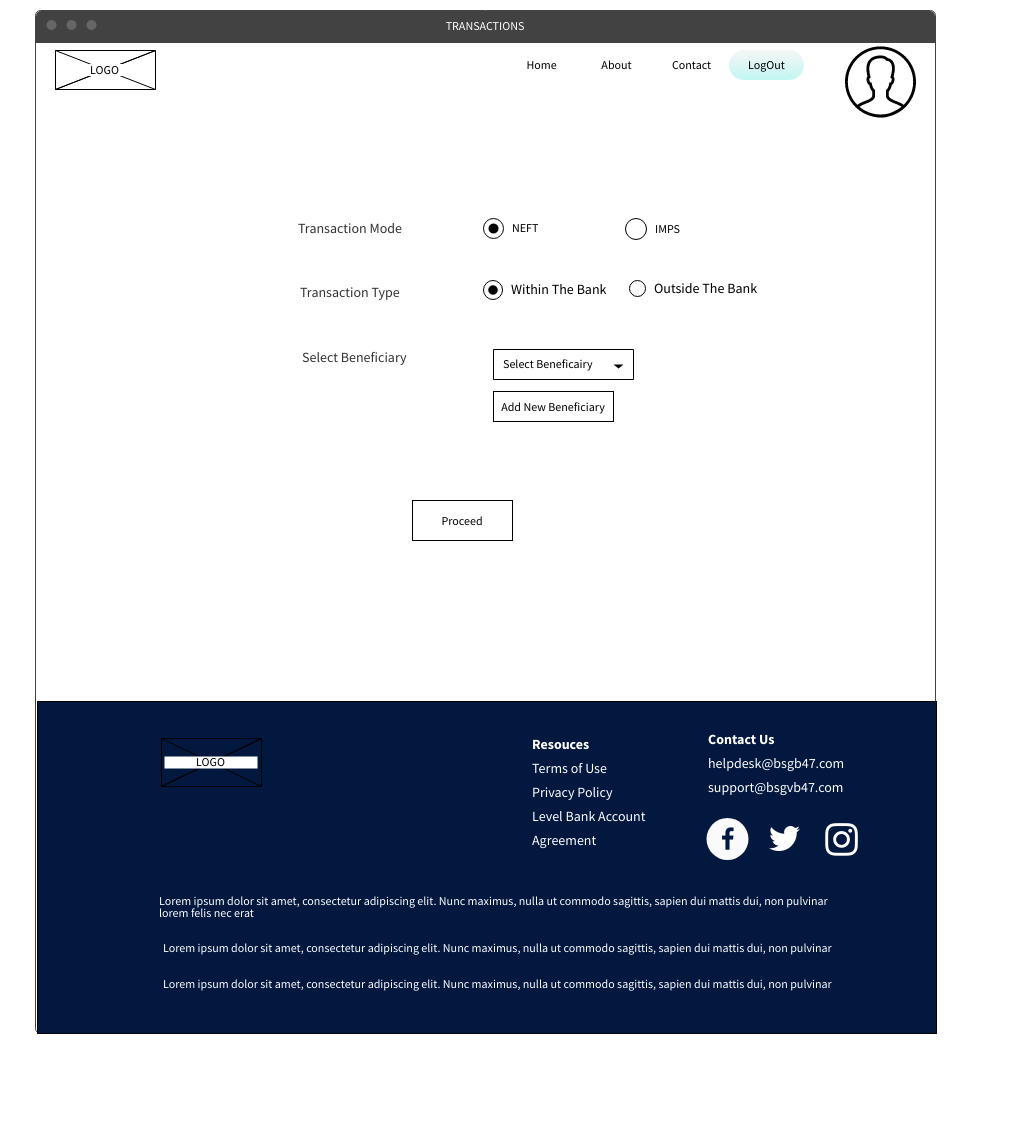 TRANSACTIONS
LOGO
Home
About
Contact
LogOut
Transaction Mode
NEFT
IMPS
Transaction Type
Within The Bank
Outside The Bank
Select Beneficiary
Select Beneficairy
Add New Beneficiary
Proceed
LOGO
Resouces
Terms of Use
Privacy Policy
Level Bank Account
Agreement
Contact Us
helpdesk@bsgb47.com
support@bsgvb47.com
Lorem ipsum dolor sit amet, consectetur adipiscing elit. Nunc maximus, nulla ut commodo sagittis, sapien dui mattis dui, non pulvinar
lorem felis nec erat
Lorem ipsum dolor sit amet, consectetur adipiscing elit. Nunc maximus, nulla ut commodo sagittis, sapien dui mattis dui, non pulvinar
Lorem ipsum dolor sit amet, consectetur adipiscing elit. Nunc maximus, nulla ut commodo sagittis, sapien dui mattis dui, non pulvinar